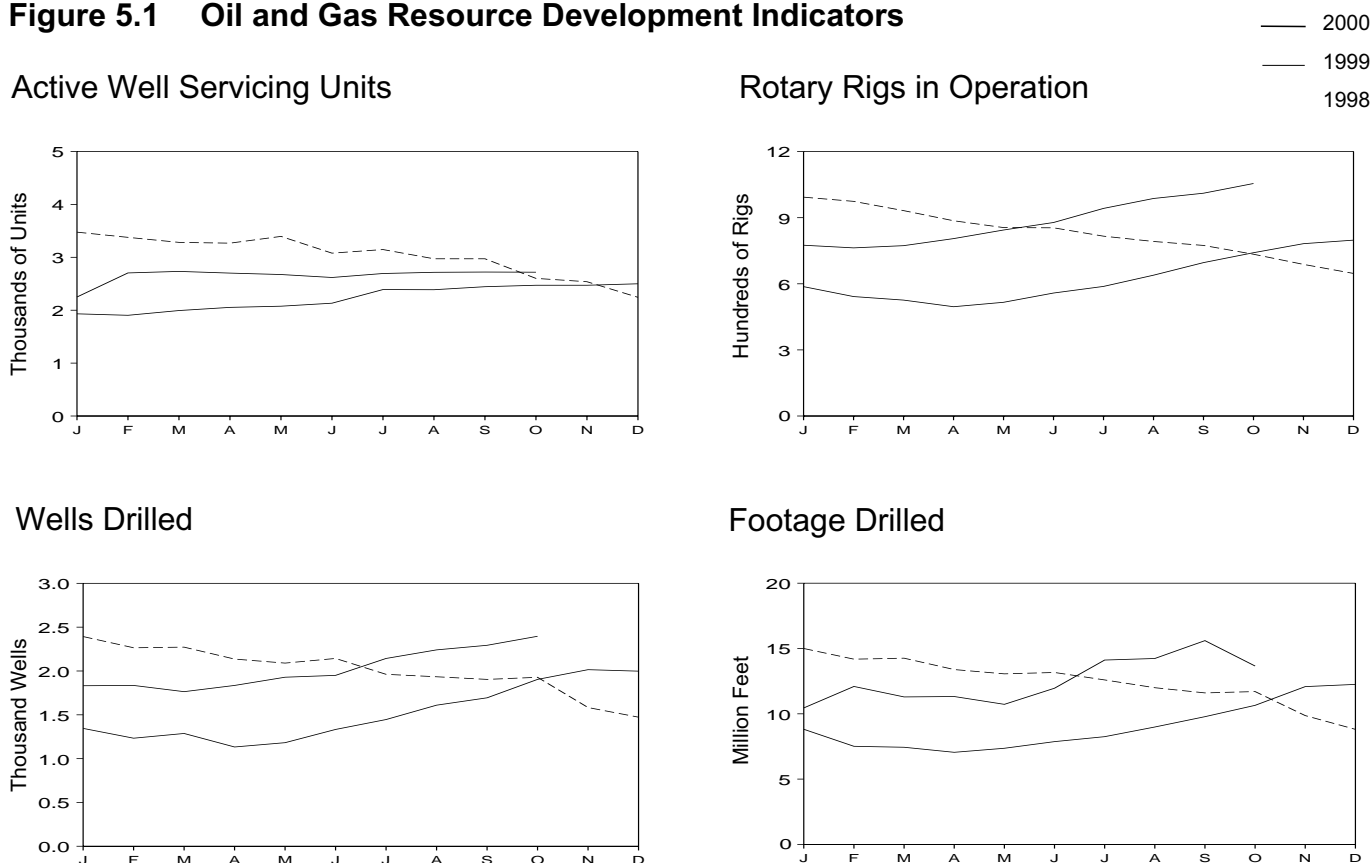 Figure 5.1 Oil and Gas Resource Development Indicators
2000
1999
1998
Active Well Servicing Units
Thousands of Units
5
4
3
2
1
0
J F M A M J J A S O N D
Rotary Rigs in Operation
Hundreds of Rigs
12
9
6
3
0
J F M A M J J A S O N D
Wells Drilled
Thousand Wells
3.0
2.5
2.0
1.5
1.0
0.5
0.0
J F M A M J J A S O N D
Footage Drilled
Million Feet
20
15
10
5
0
J F M A M J J A S O N D